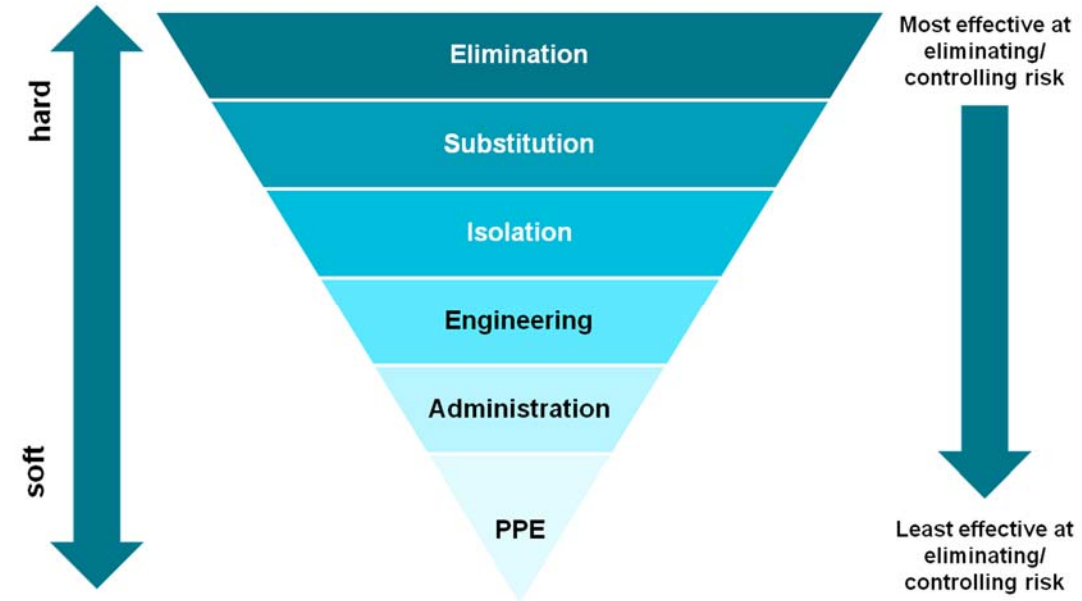 hard
soft
Elimination
Substitution
Isolation
Engineering
Administration
PPE
Most effective at
eliminating/
controlling risk
Least effective at
eliminating/
controlling risk